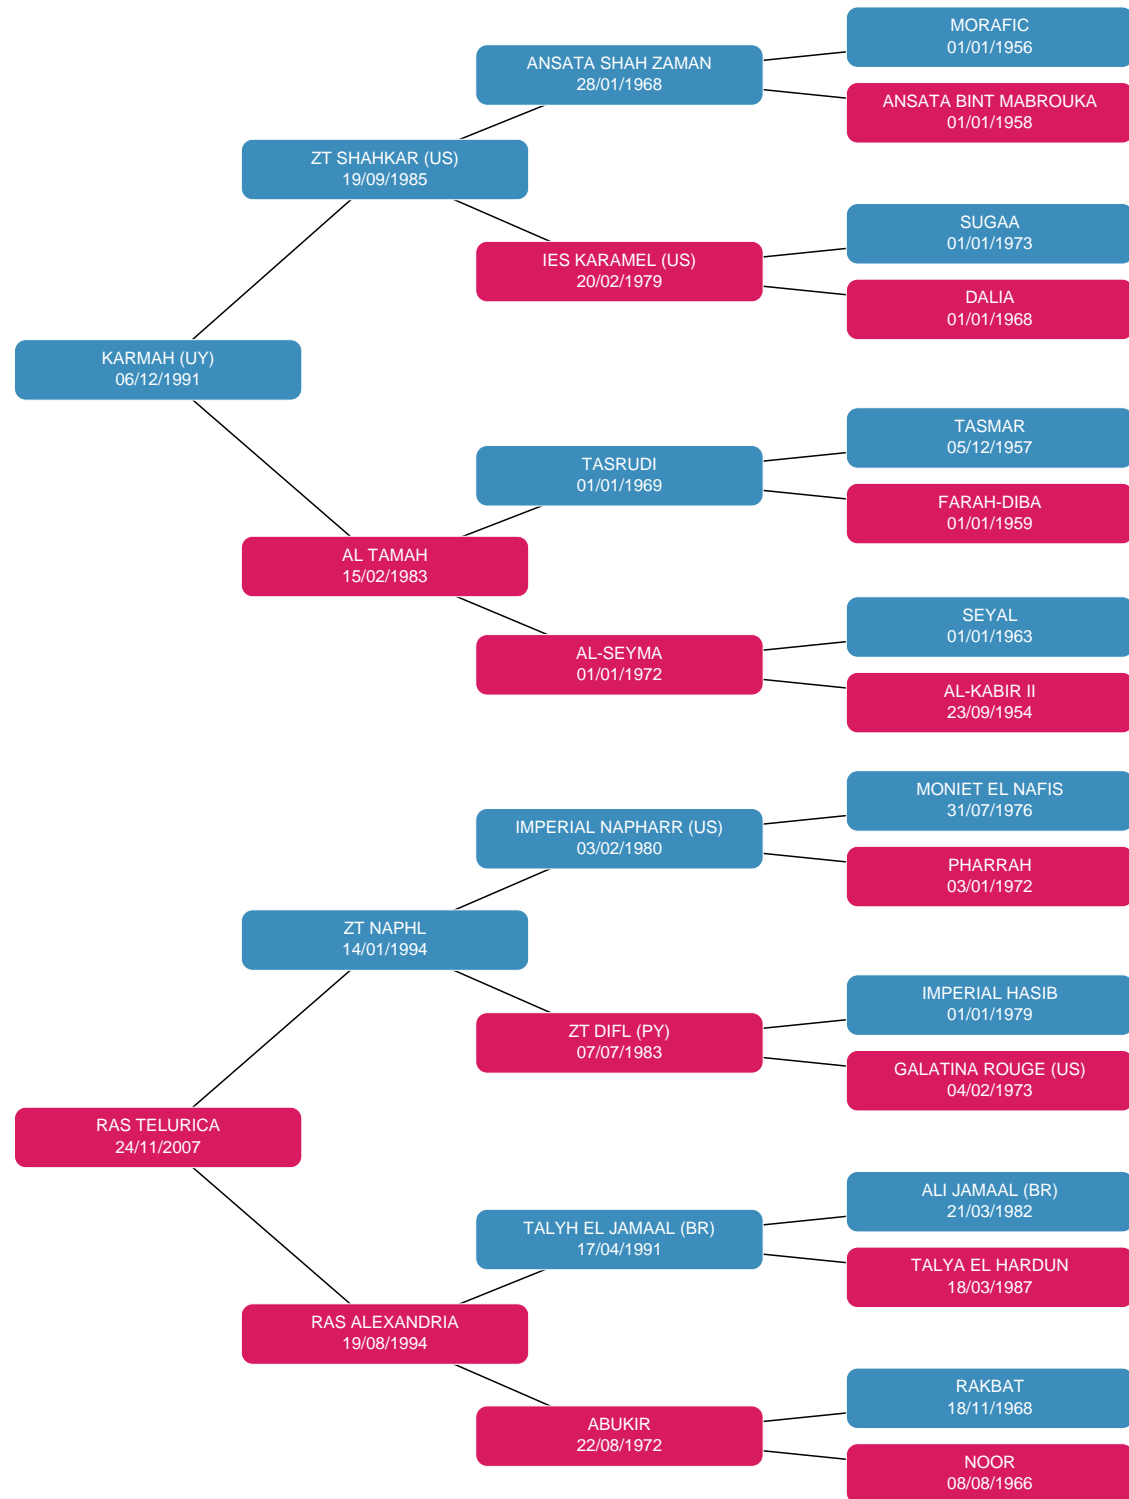 MORAFIC
01/01/1956
ANSATA SHAH ZAMAN
28/01/1968
ANSATA BINT MABROUKA
01/01/1958
ZT SHAHKAR (US)
19/09/1985
SUGAA
01/01/1973
IES KARAMEL (US)
20/02/1979
DALIA
01/01/1968
KARMAH (UY)
06/12/1991
TASMAR
05/12/1957
TASRUDI
01/01/1969
FARAH-DIBA
01/01/1959
AL TAMAH
15/02/1983
SEYAL
01/01/1963
AL-SEYMA
01/01/1972
AL-KABIR II
23/09/1954
MONIET EL NAFIS
31/07/1976
IMPERIAL NAPHARR (US)
03/02/1980
PHARRAH
03/01/1972
ZT NAPHL
14/01/1994
IMPERIAL HASIB
01/01/1979
ZT DIFL (PY)
07/07/1983
GALATINA ROUGE (US)
04/02/1973
RAS TELURICA
24/11/2007
ALI JAMAAL (BR)
21/03/1982
TALYH EL JAMAAL (BR)
17/04/1991
TALYA EL HARDUN
18/03/1987
RAS ALEXANDRIA
19/08/1994
RAKBAT
18/11/1968
ABUKIR
22/08/1972
NOOR
08/08/1966